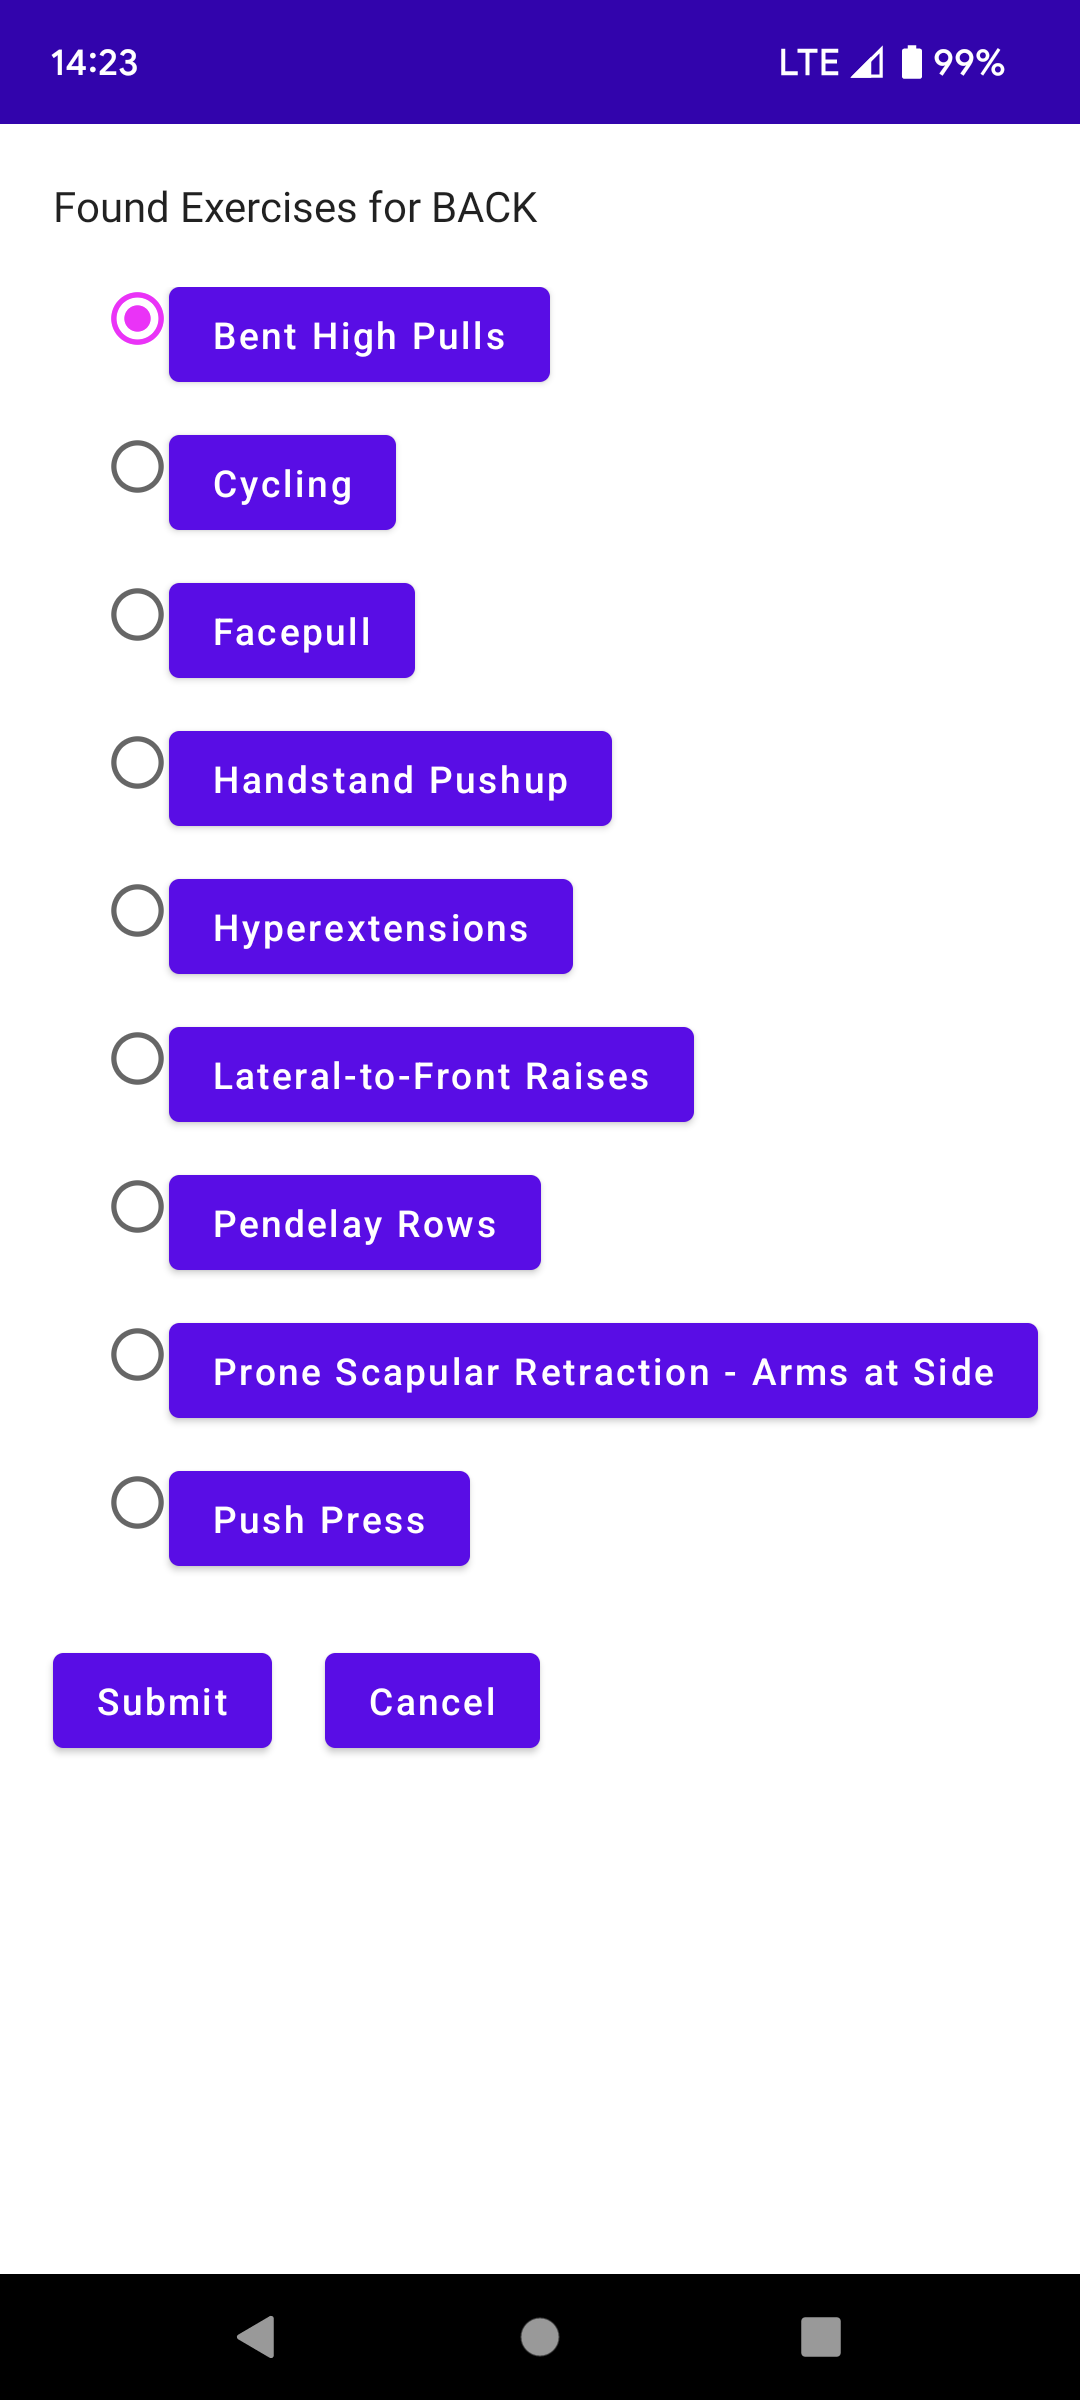 14:23 LTE 99%
Found Exercises for BACK
Bent High Pulls
Cycling
Facepull
Handstand Pushup
Hyperextensions
Lateral-to-Front Raises
Pendelay Rows
Prone Scapular Retraction - Arms at Side
Push Press
Submit Cancel